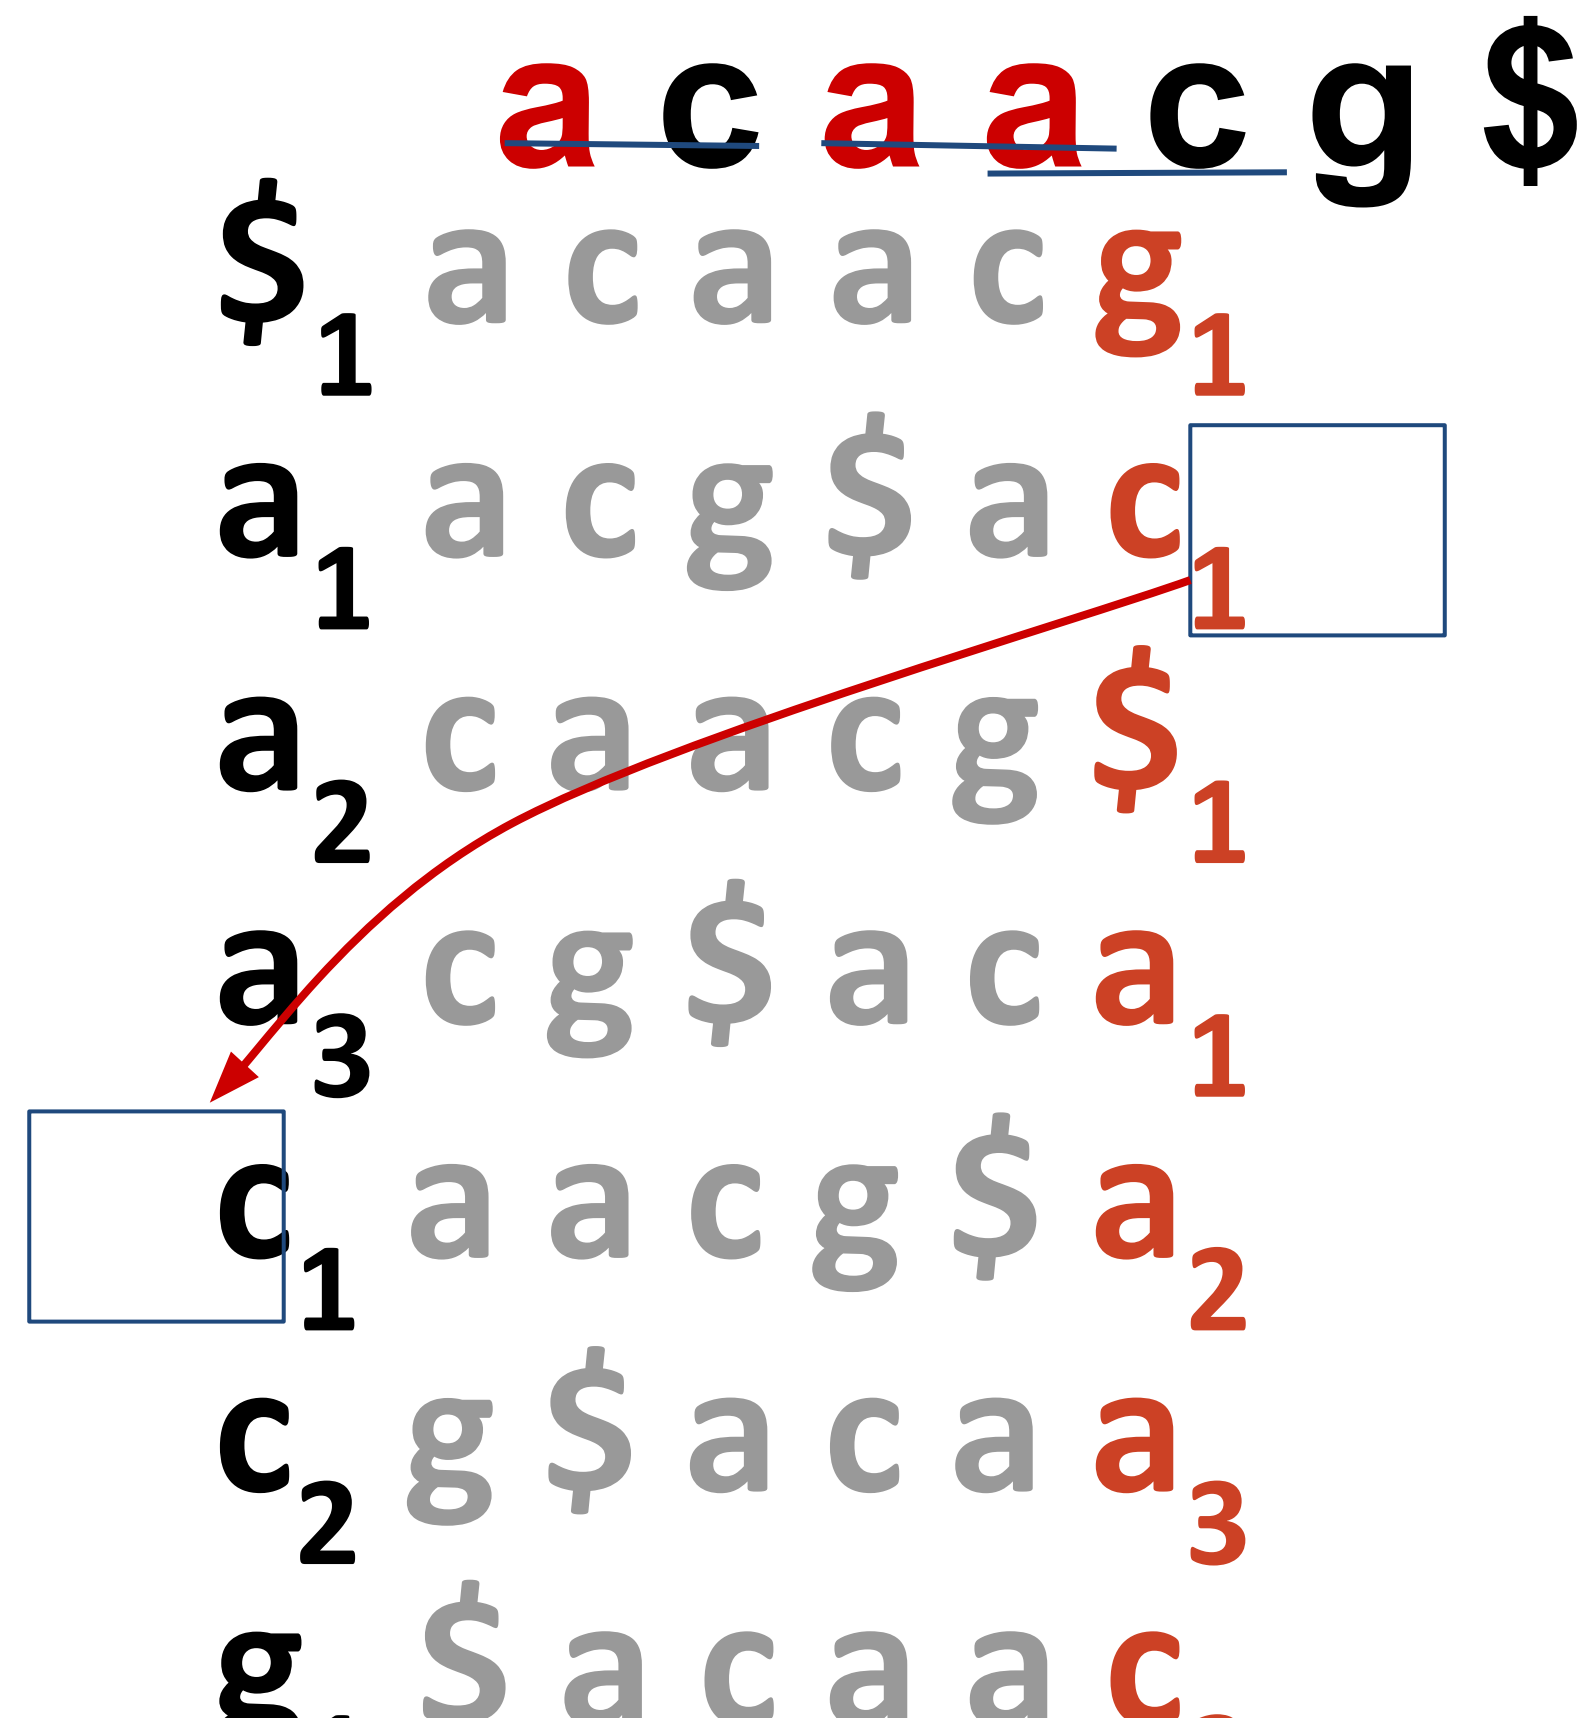 a c a a c g $
$1 a c a a c g1
a1 a c g $ a c1
a2 c a a c g $1
a3 c g $ a c a1
c1 a a c g $ a2
c2 g $ a c a a3
g $ a c a a c